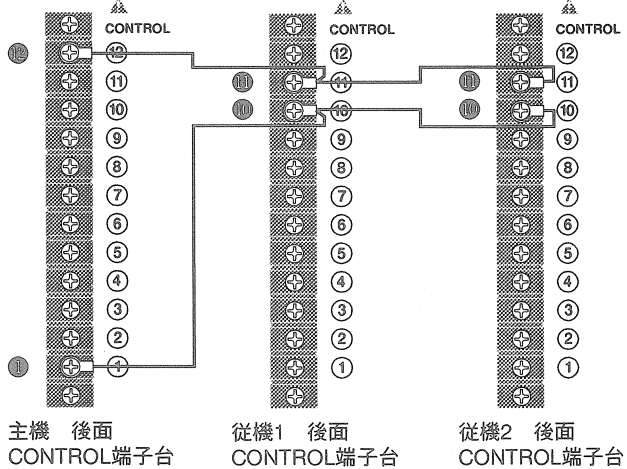 CONTROL CONTROL CONTROL
⓬ ⑫ ⑫ ⑫
⑪ ⓫ ⑪ ⓫ ⑪
⑩ ❿ ⑩ ❿ ⑩
⑨ ⑨ ⑨
⑧ ⑧ ⑧
⑦ ⑦ ⑦
⑥ ⑥ ⑥
⑤ ⑤ ⑤
④ ④ ④
③ ③ ③
② ② ②
❶ ① ① ①
主機 後面 従機1 後面 従機2 後面
CONTROL端子台 CONTROL端子台 CONTROL端子台